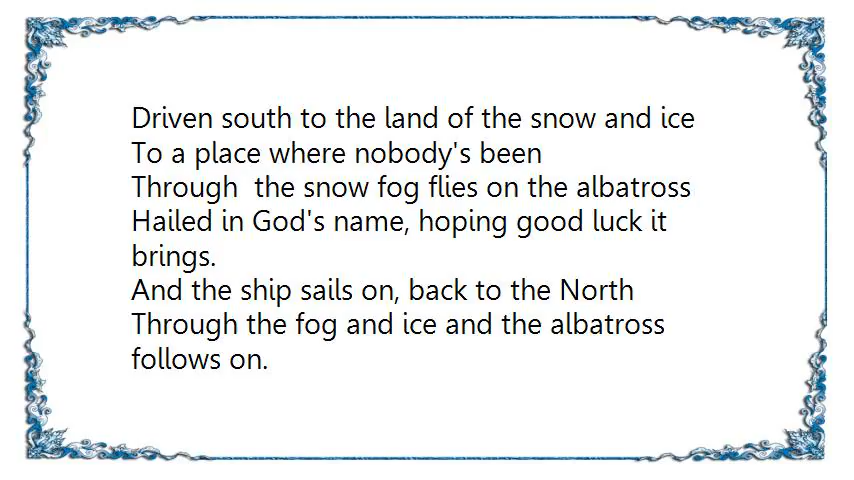 Driven south to the land of the snow and ice
To a place where nobody's been
Through  the snow fog flies on the albatross
Hailed in God's name, hoping good luck it
brings.
And the ship sails on, back to the North
Through the fog and ice and the albatross
follows on.